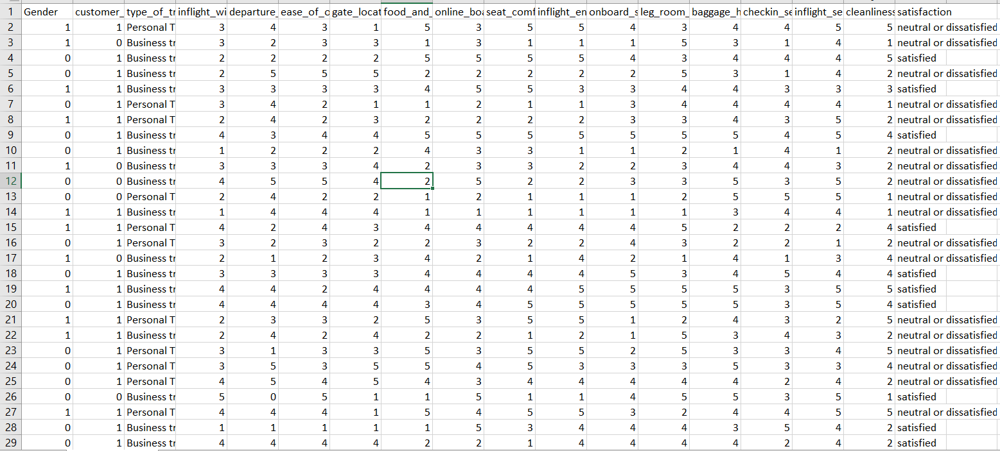 1 Gender customer_ type_of_tr inflight_wi departure_ ease_of_o gate_locat food_and_ online_boa seat_comf inflight_en onboard_s leg_room_ baggage_h checkin_se inflight_se cleanliness satisfaction
2 1 1 Personal T 3 4 3 1 5 3 5 5 4 3 4 4 5 5 neutral or dissatisfied
3 1 0 Business tr 3 2 3 3 1 3 1 1 1 5 3 1 4 1 neutral or dissatisfied
4 0 1 Business tr 2 2 2 2 5 5 5 5 4 3 4 4 4 5 satisfied
5 0 1 Business tr 2 5 5 5 2 2 2 2 2 5 3 1 4 2 neutral or dissatisfied
6 1 1 Business tr 3 3 3 3 4 5 5 3 3 4 4 3 3 3 satisfied
7 0 1 Personal T 3 4 2 1 1 2 1 1 3 4 4 4 4 1 neutral or dissatisfied
8 1 1 Personal T 2 4 2 3 2 2 2 2 3 3 4 3 5 2 neutral or dissatisfied
9 0 1 Business tr 4 3 4 4 5 5 5 5 5 5 5 4 5 4 satisfied
10 0 1 Business tr 1 2 2 2 4 3 3 1 1 2 1 4 1 2 neutral or dissatisfied
11 1 0 Business tr 3 3 3 4 2 3 3 2 2 3 4 4 3 2 neutral or dissatisfied
12 0 0 Business tr 4 5 5 4 2 5 2 2 3 3 5 3 5 2 neutral or dissatisfied
13 0 0 Personal T 2 4 2 2 1 2 1 1 1 2 5 5 5 1 neutral or dissatisfied
14 1 1 Business tr 1 4 4 4 1 1 1 1 1 1 3 4 4 1 neutral or dissatisfied
15 1 1 Personal T 4 2 4 3 4 4 4 4 4 5 2 2 2 4 satisfied
16 0 1 Personal T 3 2 3 2 2 3 2 2 4 3 2 2 1 2 neutral or dissatisfied
17 1 0 Business tr 2 1 2 3 4 2 1 4 2 1 4 1 3 4 neutral or dissatisfied
18 0 1 Business tr 3 3 3 3 4 4 4 4 5 3 4 5 4 4 satisfied
19 1 1 Business tr 4 4 2 4 4 4 4 5 5 5 5 3 5 5 satisfied
20 0 1 Business tr 4 4 4 4 3 4 5 5 5 5 5 3 5 4 satisfied
21 1 1 Personal T 2 3 3 2 5 3 5 5 1 2 4 3 2 5 neutral or dissatisfied
22 1 1 Business tr 2 4 2 4 2 2 1 2 1 5 3 4 3 2 neutral or dissatisfied
23 0 1 Personal T 3 1 3 3 5 3 5 5 2 5 3 3 4 5 neutral or dissatisfied
24 0 1 Personal T 3 5 3 5 5 4 5 3 3 3 5 3 3 4 neutral or dissatisfied
25 0 1 Personal T 4 5 4 5 4 3 4 4 4 4 4 2 4 2 neutral or dissatisfied
26 0 0 Business tr 5 0 5 1 1 5 1 1 4 5 5 3 5 1 satisfied
27 1 1 Personal T 4 4 4 1 5 4 5 5 3 2 4 4 5 5 neutral or dissatisfied
28 0 1 Business tr 1 1 1 1 1 5 3 4 4 4 3 5 4 2 satisfied
29 0 1 Business tr 4 4 4 4 2 2 1 4 4 4 4 2 4 2 satisfied